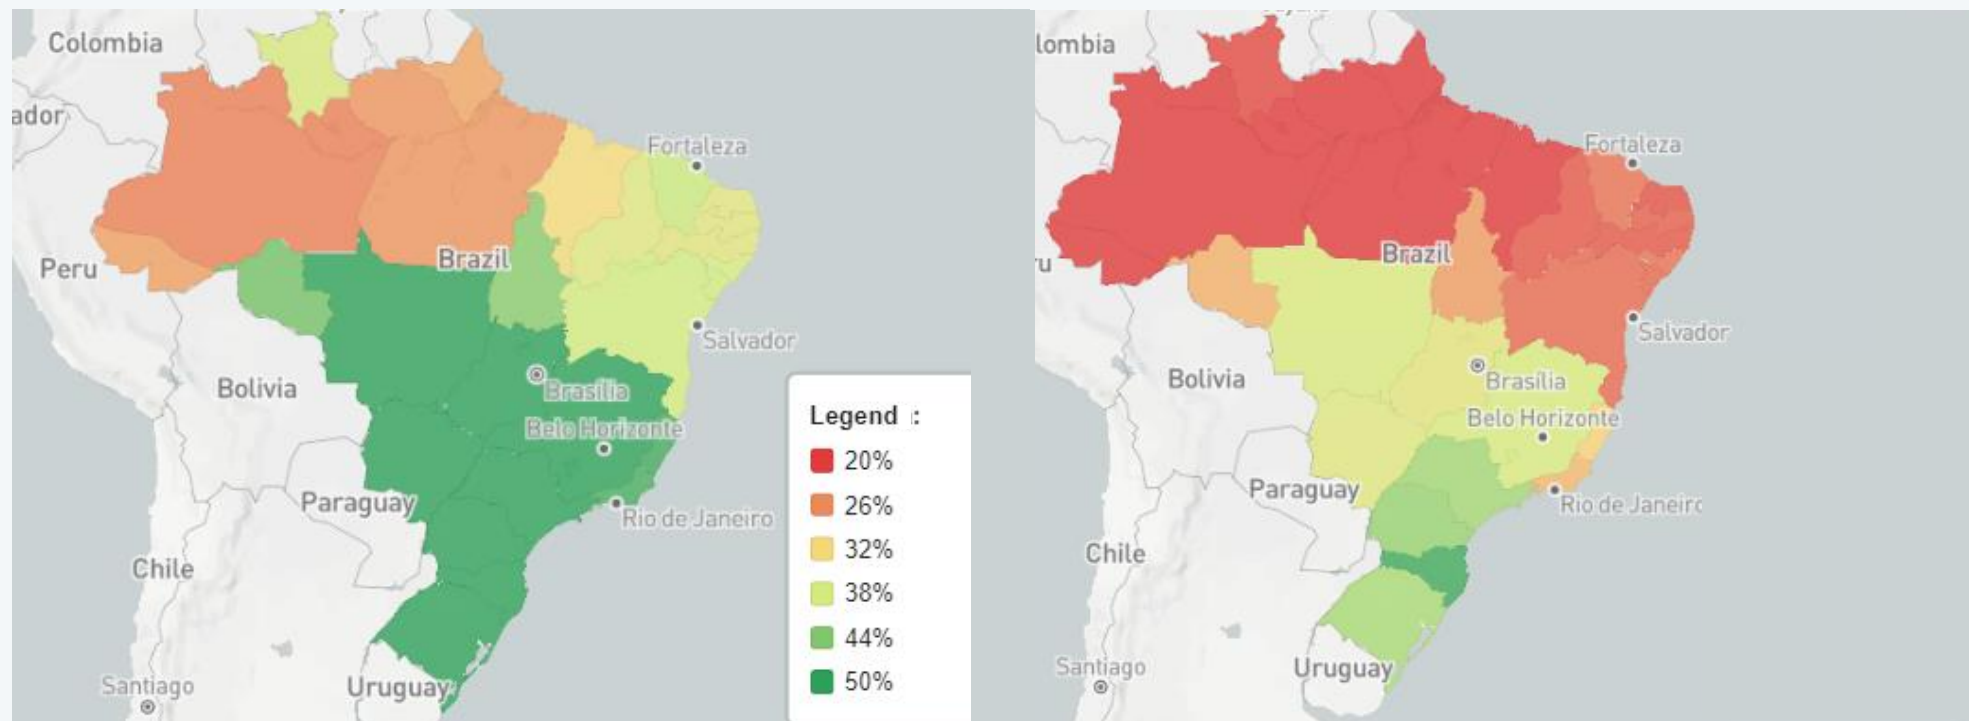 Colombia
ador
Fortaleza
Peru
Brazil
Salvador
Bolivia
Brasília
Belo Horizonte
Paraguay
Rio de Janeiro
Chile
Santiago
Uruguay
Legend :
20%
26%
32%
38%
44%
50%
lombia
Fortaleza
ru
Brazil
Salvador
Bolivia
Brasília
Belo Horizonte
Paraguay
Rio de Janeiro
Chile
Santiago
Uruguay